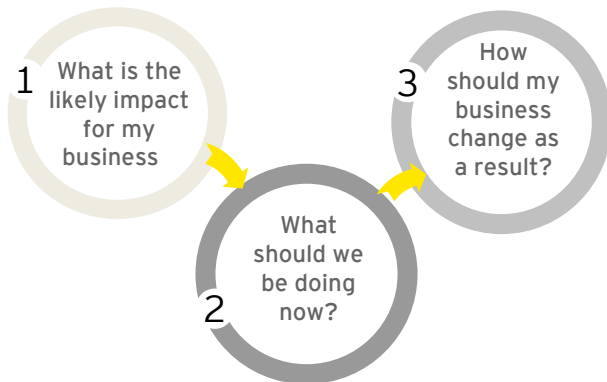 1
What is the
likely impact
for my
business
2
What
should we
be doing
now?
3
How
should my
business
change as
a result?